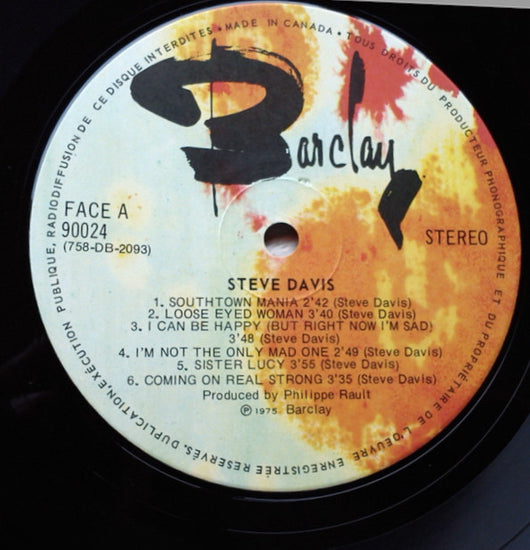 Barclay
FACE A
90024
(758-DB-2093)
STEREO
STEVE DAVIS
1. SOUTHTOWN MANIA 2'42 (Steve Davis)
2. LOOSE EYED WOMAN 3'40 (Steve Davis)
3. I CAN BE HAPPY (BUT RIGHT NOW I'M SAD)
3'48 (Steve Davis)
4. I'M NOT THE ONLY MAD ONE 2'49 (Steve Davis)
5. SISTER LUCY 3'55 (Steve Davis)
6. COMING ON REAL STRONG 3'35 (Steve Davis)
Produced by Philippe Rault
℗ 1975 Barclay
MADE IN CANADA • TOUS DROITS DU PRODUCTEUR PHONOGRAPHIQUE ET DU PROPRIÉTAIRE DE L'OEUVRE ENREGISTRÉE RESERVÉS. DUPLICATION • EXÉCUTION PUBLIQUE, RADIODIFFUSION DE CE DISQUE INTERDITES •